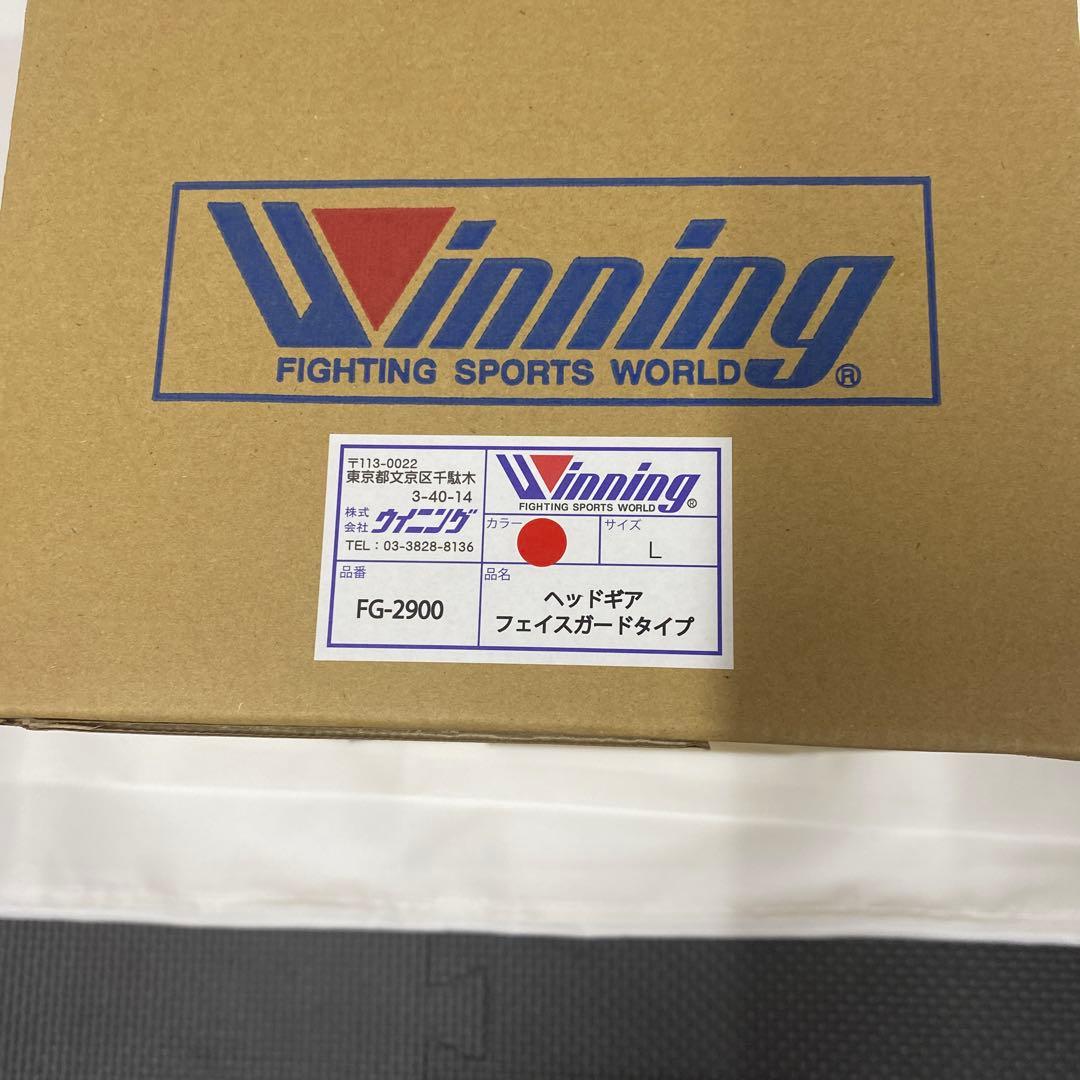 Winning
FIGHTING SPORTS WORLD ®
〒113-0022
東京都文京区千駄木
3-40-14
株式会社 ウイニング
TEL：03-3828-8136
Winning
FIGHTING SPORTS WORLD ®
カラー
サイズ
L
品番
FG-2900
品名
ヘッドギア
フェイスガードタイプ